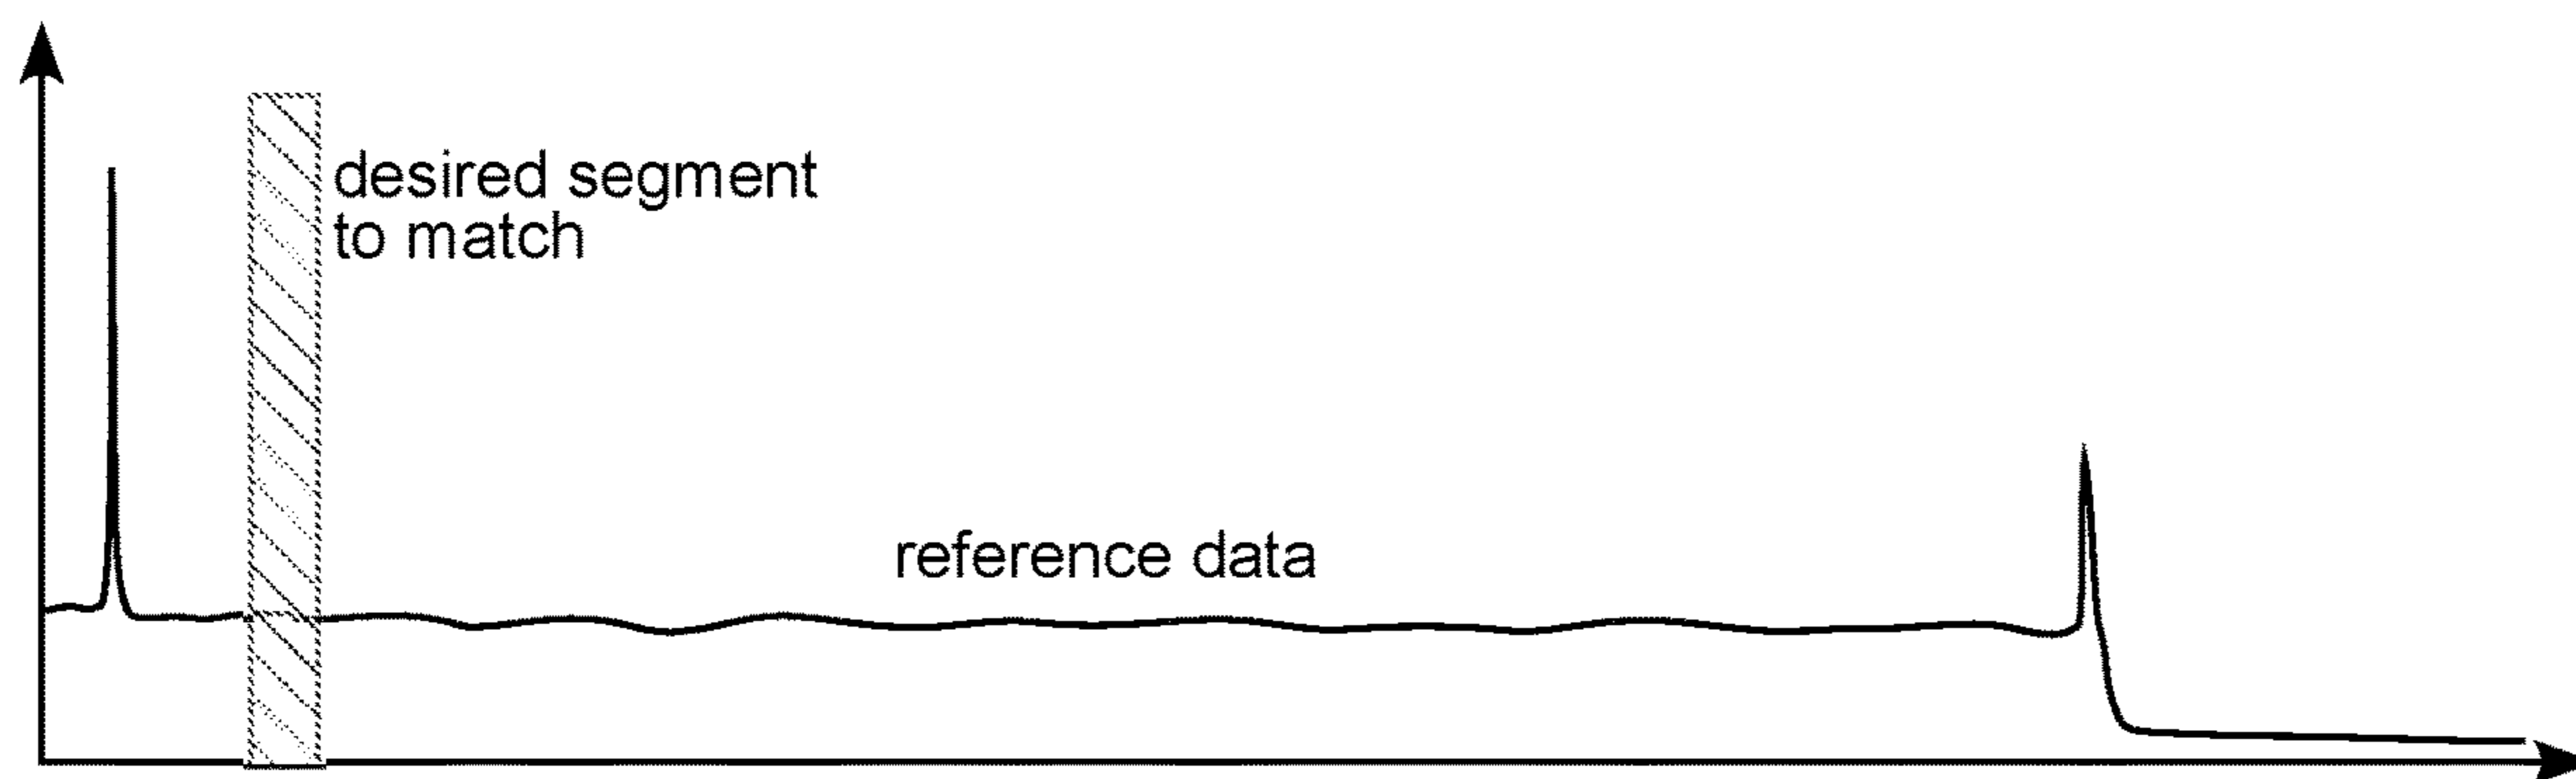 desired segment
to match
reference data